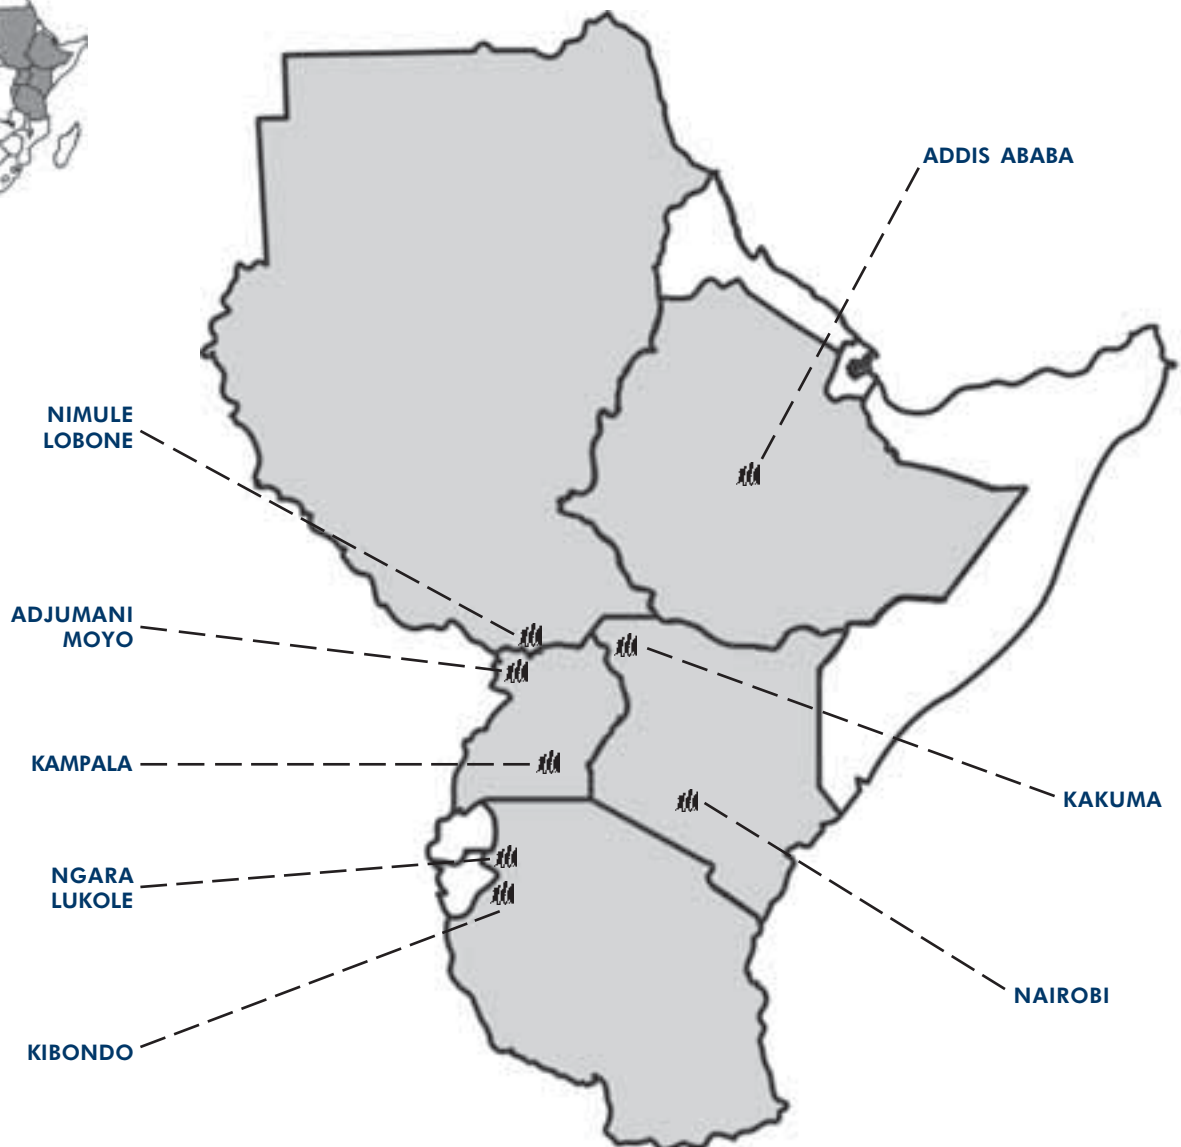 ADDIS ABABA
NIMULE
LOBONE
ADJUMANI
MOYO
KAMPALA
KAKUMA
NGARA
LUKOLE
NAIROBI
KIBONDO